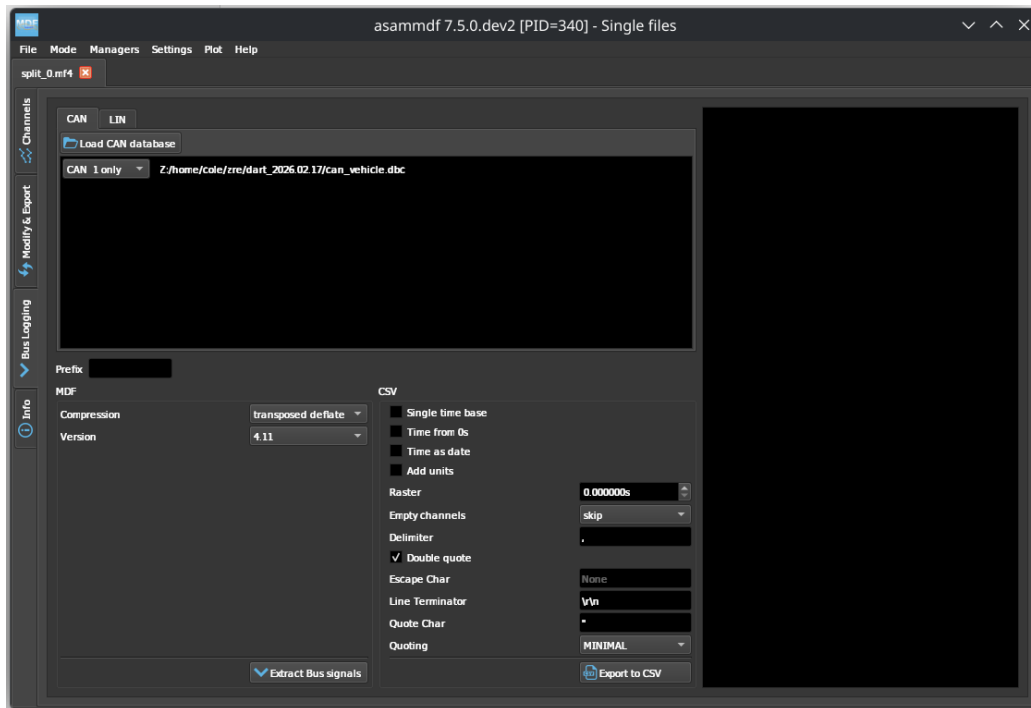 MDF
asammdf 7.5.0.dev2 [PID=340] - Single files
File Mode Managers Settings Plot Help
split_0.mf4
Channels
Modify & Export
Bus Logging
Info
CAN LIN
Load CAN database
CAN 1 only Z:/home/cole/zre/dart_2026.02.17/can_vehicle.dbc
Prefix
MDF
Compression transposed deflate
Version 4.11
Extract Bus signals
CSV
Single time base
Time from 0s
Time as date
Add units
Raster 0.000000s
Empty channels skip
Delimiter ,
Double quote
Escape Char None
Line Terminator \r\n
Quote Char "
Quoting MINIMAL
Export to CSV